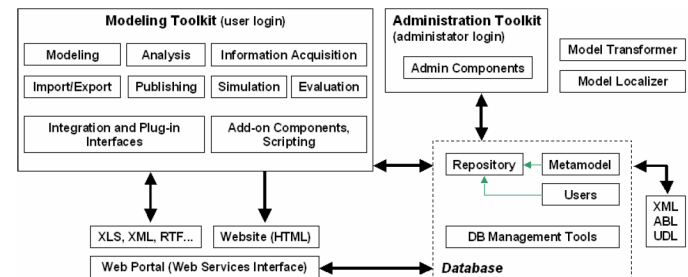 Modeling Toolkit (user login)
Modeling
Analysis
Information Acquisition
Import/Export
Publishing
Simulation
Evaluation
Integration and Plug-in
Interfaces
Add-on Components,
Scripting
Administration Toolkit
(administator login)
Admin Components
Model Transformer
Model Localizer
Repository
Metamodel
Users
DB Management Tools
Database
XML
ABL
UDL
XLS, XML, RTF...
Website (HTML)
Web Portal (Web Services Interface)